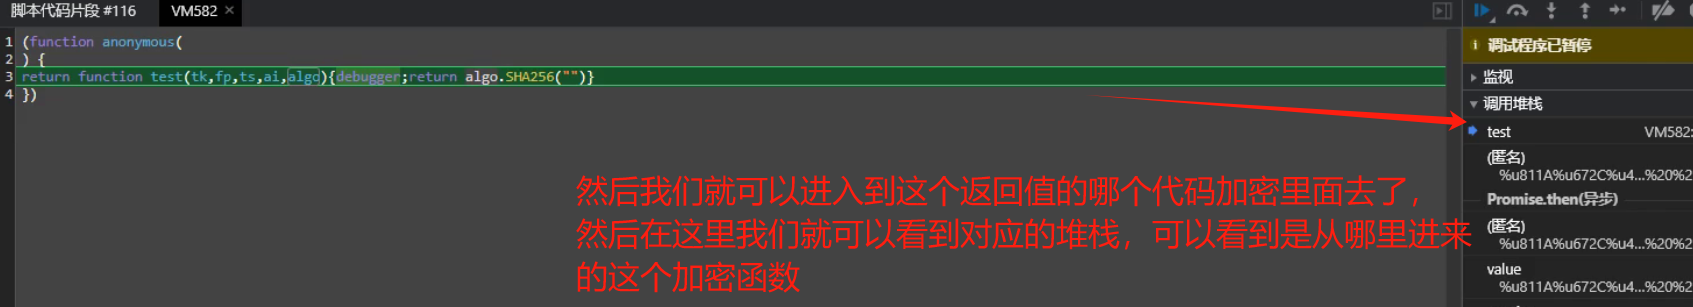 脚本代码片段 #116
VM582 ×
1 (function anonymous(
2 ) {
3 return function test(tk,fp,ts,ai,algo){debugger;return algo.SHA256("")}
4 })
调试程序已暂停
监视
调用堆栈
test VM582:
(匿名)
%u811A%u672C%u4...%20%2
Promise.then(异步)
(匿名)
%u811A%u672C%u4...%20%2
value
%u811A%u672C%u4...%20%2
然后我们就可以进入到这个返回值的哪个代码加密里面去了，
然后在这里我们就可以看到对应的堆栈，可以看到是从哪里进来
的这个加密函数